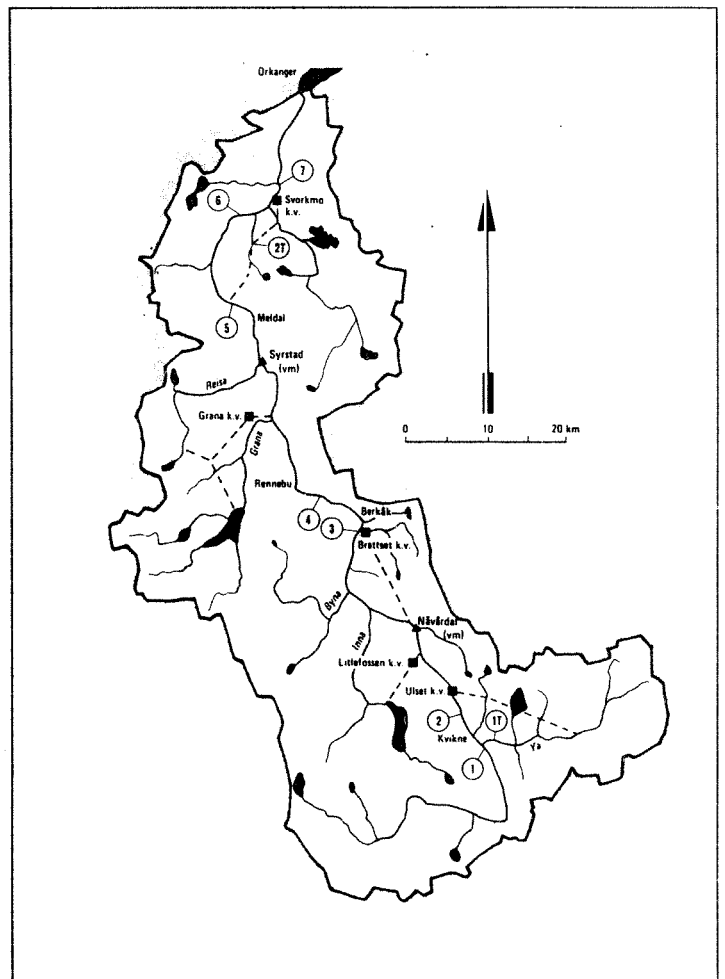 Orkanger
7
Svorkmo
k.v.
6
2T
5
Meldal
Syrstad
(vm)
Reisa
Grana k.v.
Grana
0 10 20 km
Rennebu
Berkåk
4
3
Brattset k.v.
Byna
Inna
Nåvårdal
(vm)
Littlefossen k.v.
Ulset k.v.
2
1T
Kvikne
Ya
1